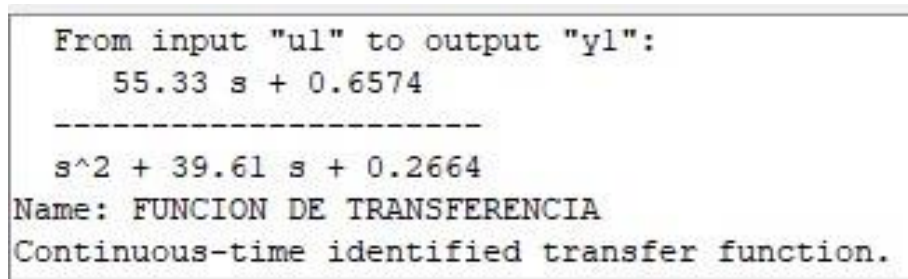 From input "u1" to output "y1":
55.33 s + 0.6574
-----------------------
s^2 + 39.61 s + 0.2664
Name: FUNCION DE TRANSFERENCIA
Continuous-time identified transfer function.